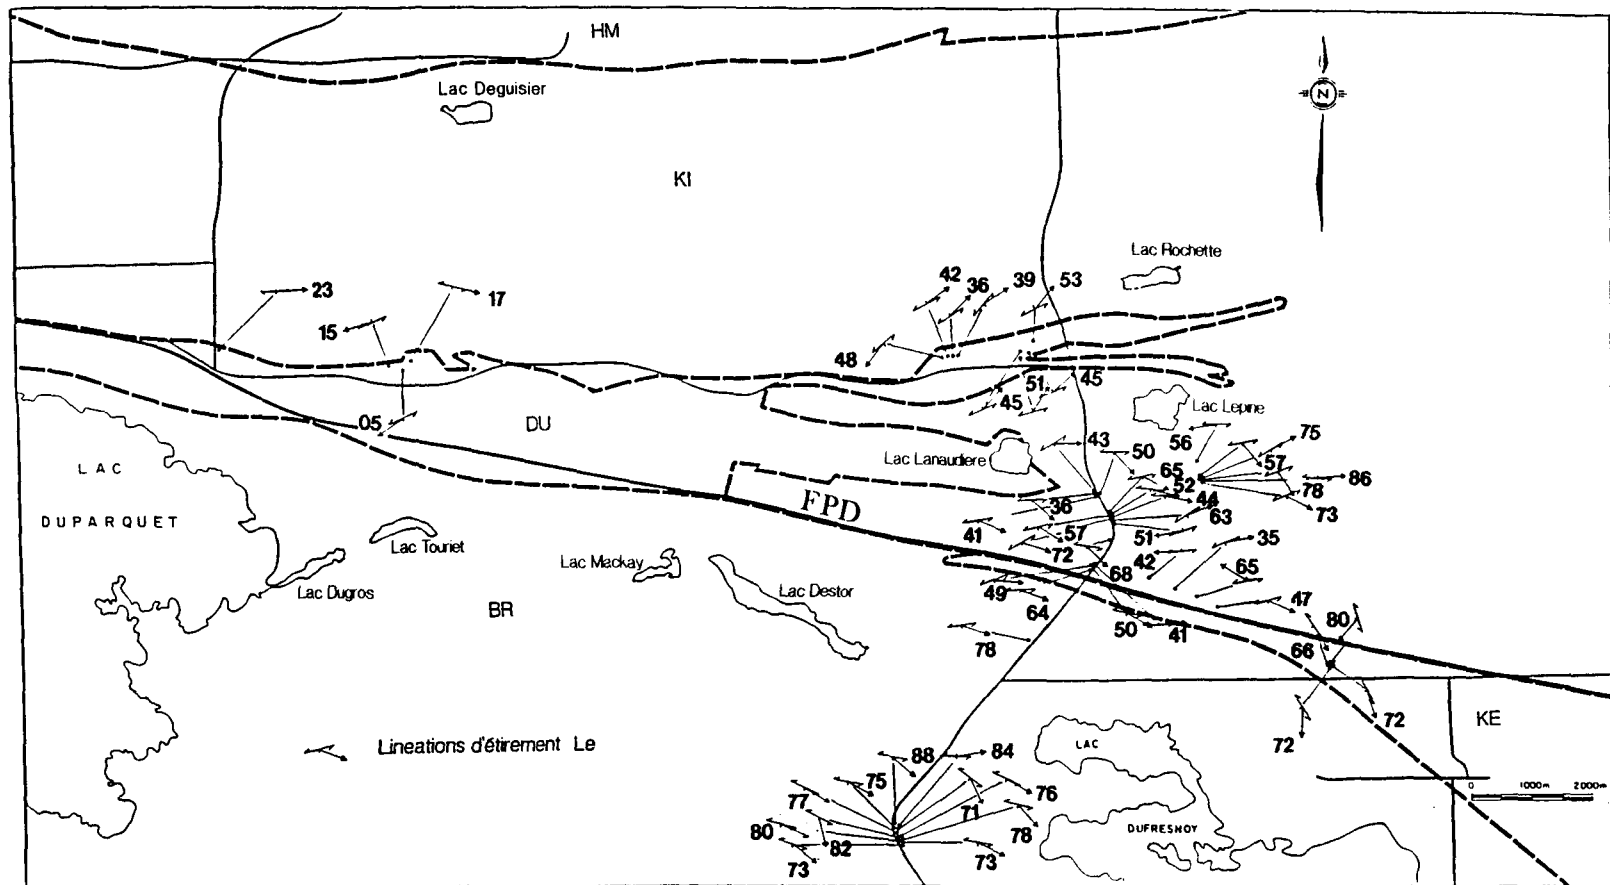 HM
Lac Deguisier
N
KI
Lac Rochette
23
17
15
42
36
39
53
48
51
45
45
05
DU
Lac Lepine
43
50
56
75
Lac Lanaudiere
65
57
86
52
78
LAC
DUPARQUET
44
73
FPD
36
63
41
57
51
35
Lac Touriet
72
42
Lac Mackay
68
65
Lac Dugros
Lac Destor
49
47
BR
64
50
41
80
78
66
72
KE
72
Lineations d'étirement Le
LAC
88
84
75
76
0 1000m 2000m
77
71
DUFRESNOY
80
78
82
73
73